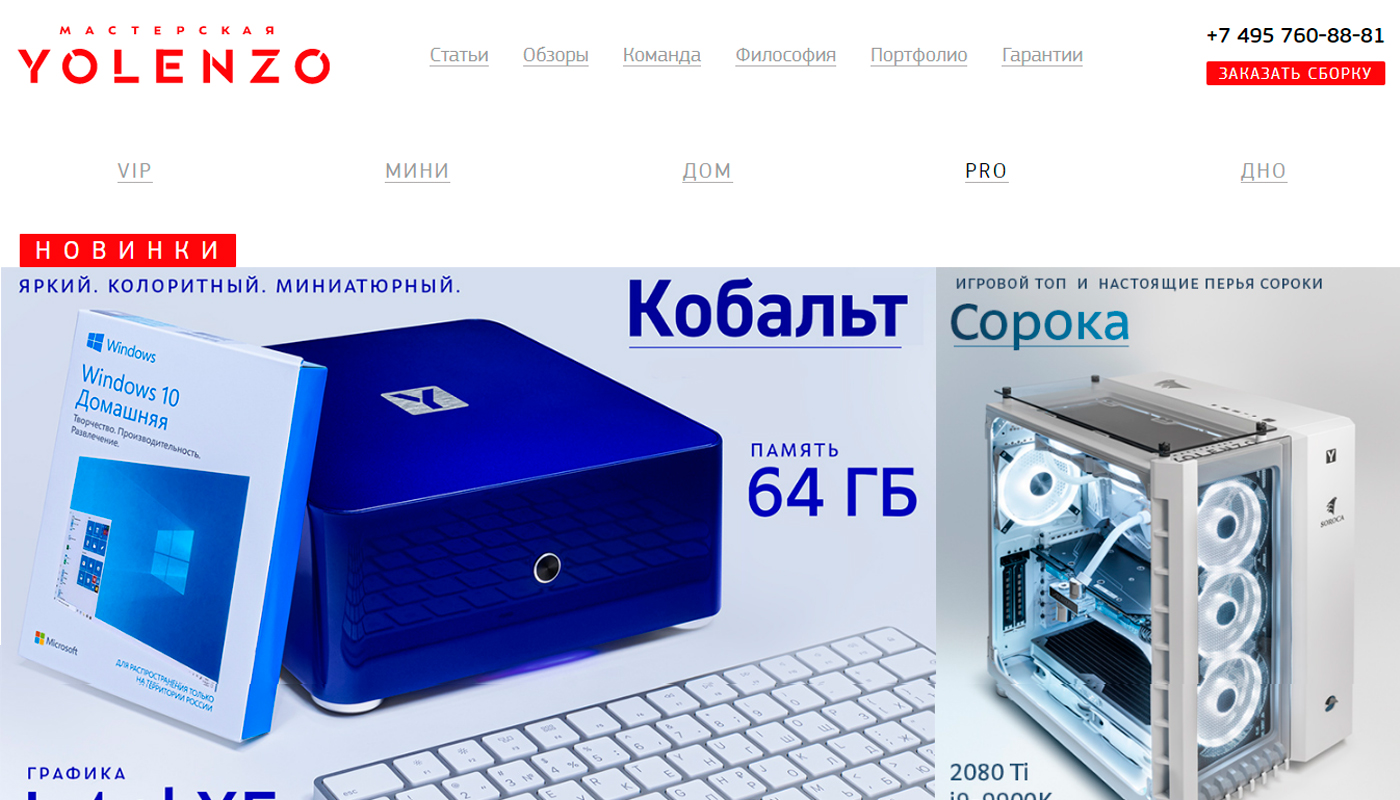 МАСТЕРСКАЯ
YOLENZO
Статьи Обзоры Команда Философия Портфолио Гарантии
+7 495 760-88-81
ЗАКАЗАТЬ СБОРКУ
VIP МИНИ ДОМ PRO ДНО
НОВИНКИ
ЯРКИЙ. КОЛОРИТНЫЙ. МИНИАТЮРНЫЙ.
Кобальт
Windows
Windows 10
Домашняя
Творчество. Производительность.
Развлечение.
Microsoft
ДЛЯ РАСПРОСТРАНЕНИЯ ТОЛЬКО
НА ТЕРРИТОРИИ РОССИИ
Y
ПАМЯТЬ
64 ГБ
ГРАФИКА
esc
ИГРОВОЙ ТОП И НАСТОЯЩИЕ ПЕРЬЯ СОРОКИ
Сорока
Y
SOROCA
2080 Ti
i9-9900K